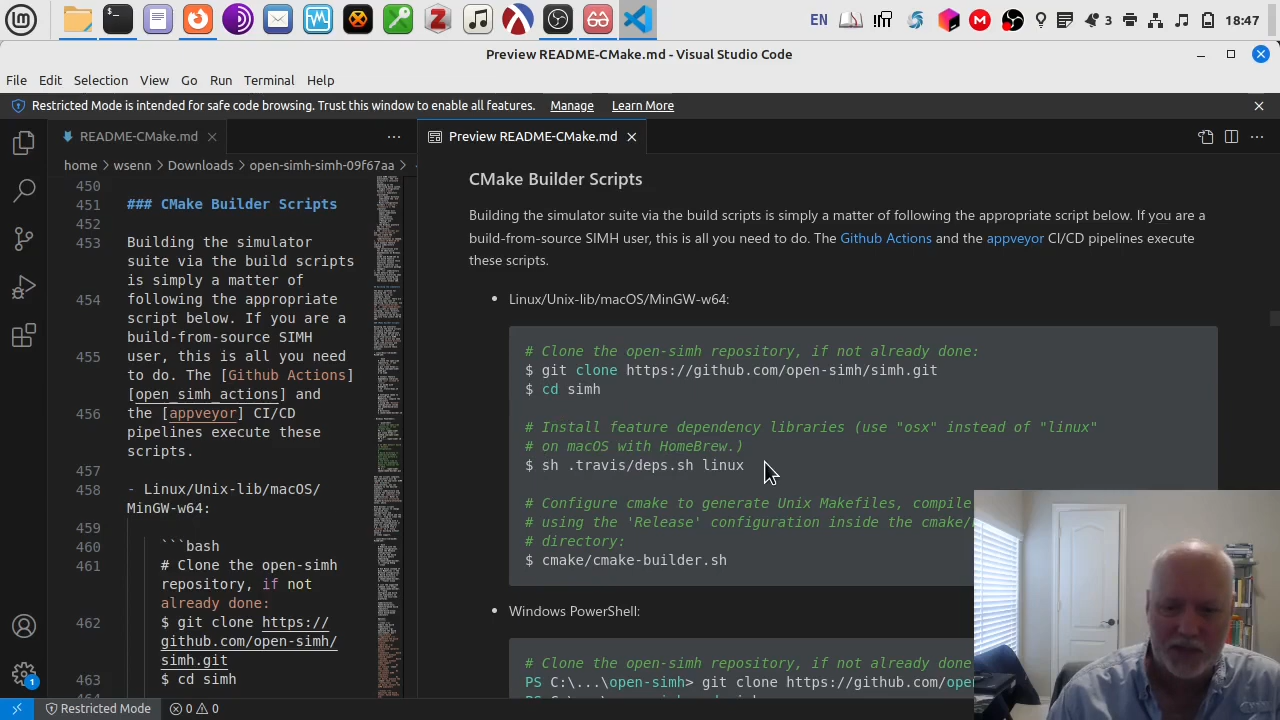 EN
3
18:47
Preview README-CMake.md - Visual Studio Code
File Edit Selection View Go Run Terminal Help
Restricted Mode is intended for safe code browsing. Trust this window to enable all features. Manage Learn More
README-CMake.md
home > wsenn > Downloads > open-simh-simh-09f67aa >
450
451 ### CMake Builder Scripts
452
453 Building the simulator
suite via the build scripts
is simply a matter of
454 following the appropriate
script below. If you are a
build-from-source SIMH
455 user, this is all you need
to do. The [Github Actions]
[open_simh_actions] and
456 the [appveyor] CI/CD
pipelines execute these
scripts.
457
458 - Linux/Unix-lib/macOS/
MinGW-w64:
459
460 ```bash
461 # Clone the open-simh
repository, if not
already done:
462 $ git clone https://
github.com/open-simh/
simh.git
463 $ cd simh
Preview README-CMake.md
CMake Builder Scripts
Building the simulator suite via the build scripts is simply a matter of following the appropriate script below. If you are a
build-from-source SIMH user, this is all you need to do. The Github Actions and the appveyor CI/CD pipelines execute
these scripts.
• Linux/Unix-lib/macOS/MinGW-w64:
# Clone the open-simh repository, if not already done:
$ git clone https://github.com/open-simh/simh.git
$ cd simh
# Install feature dependency libraries (use "osx" instead of "linux"
# on macOS with HomeBrew.)
$ sh .travis/deps.sh linux
# Configure cmake to generate Unix Makefiles, compile
# using the 'Release' configuration inside the cmake/
# directory:
$ cmake/cmake-builder.sh
• Windows PowerShell:
# Clone the open-simh repository, if not already done
PS C:\...\open-simh> git clone https://github.com/ope
1
Restricted Mode 0 0